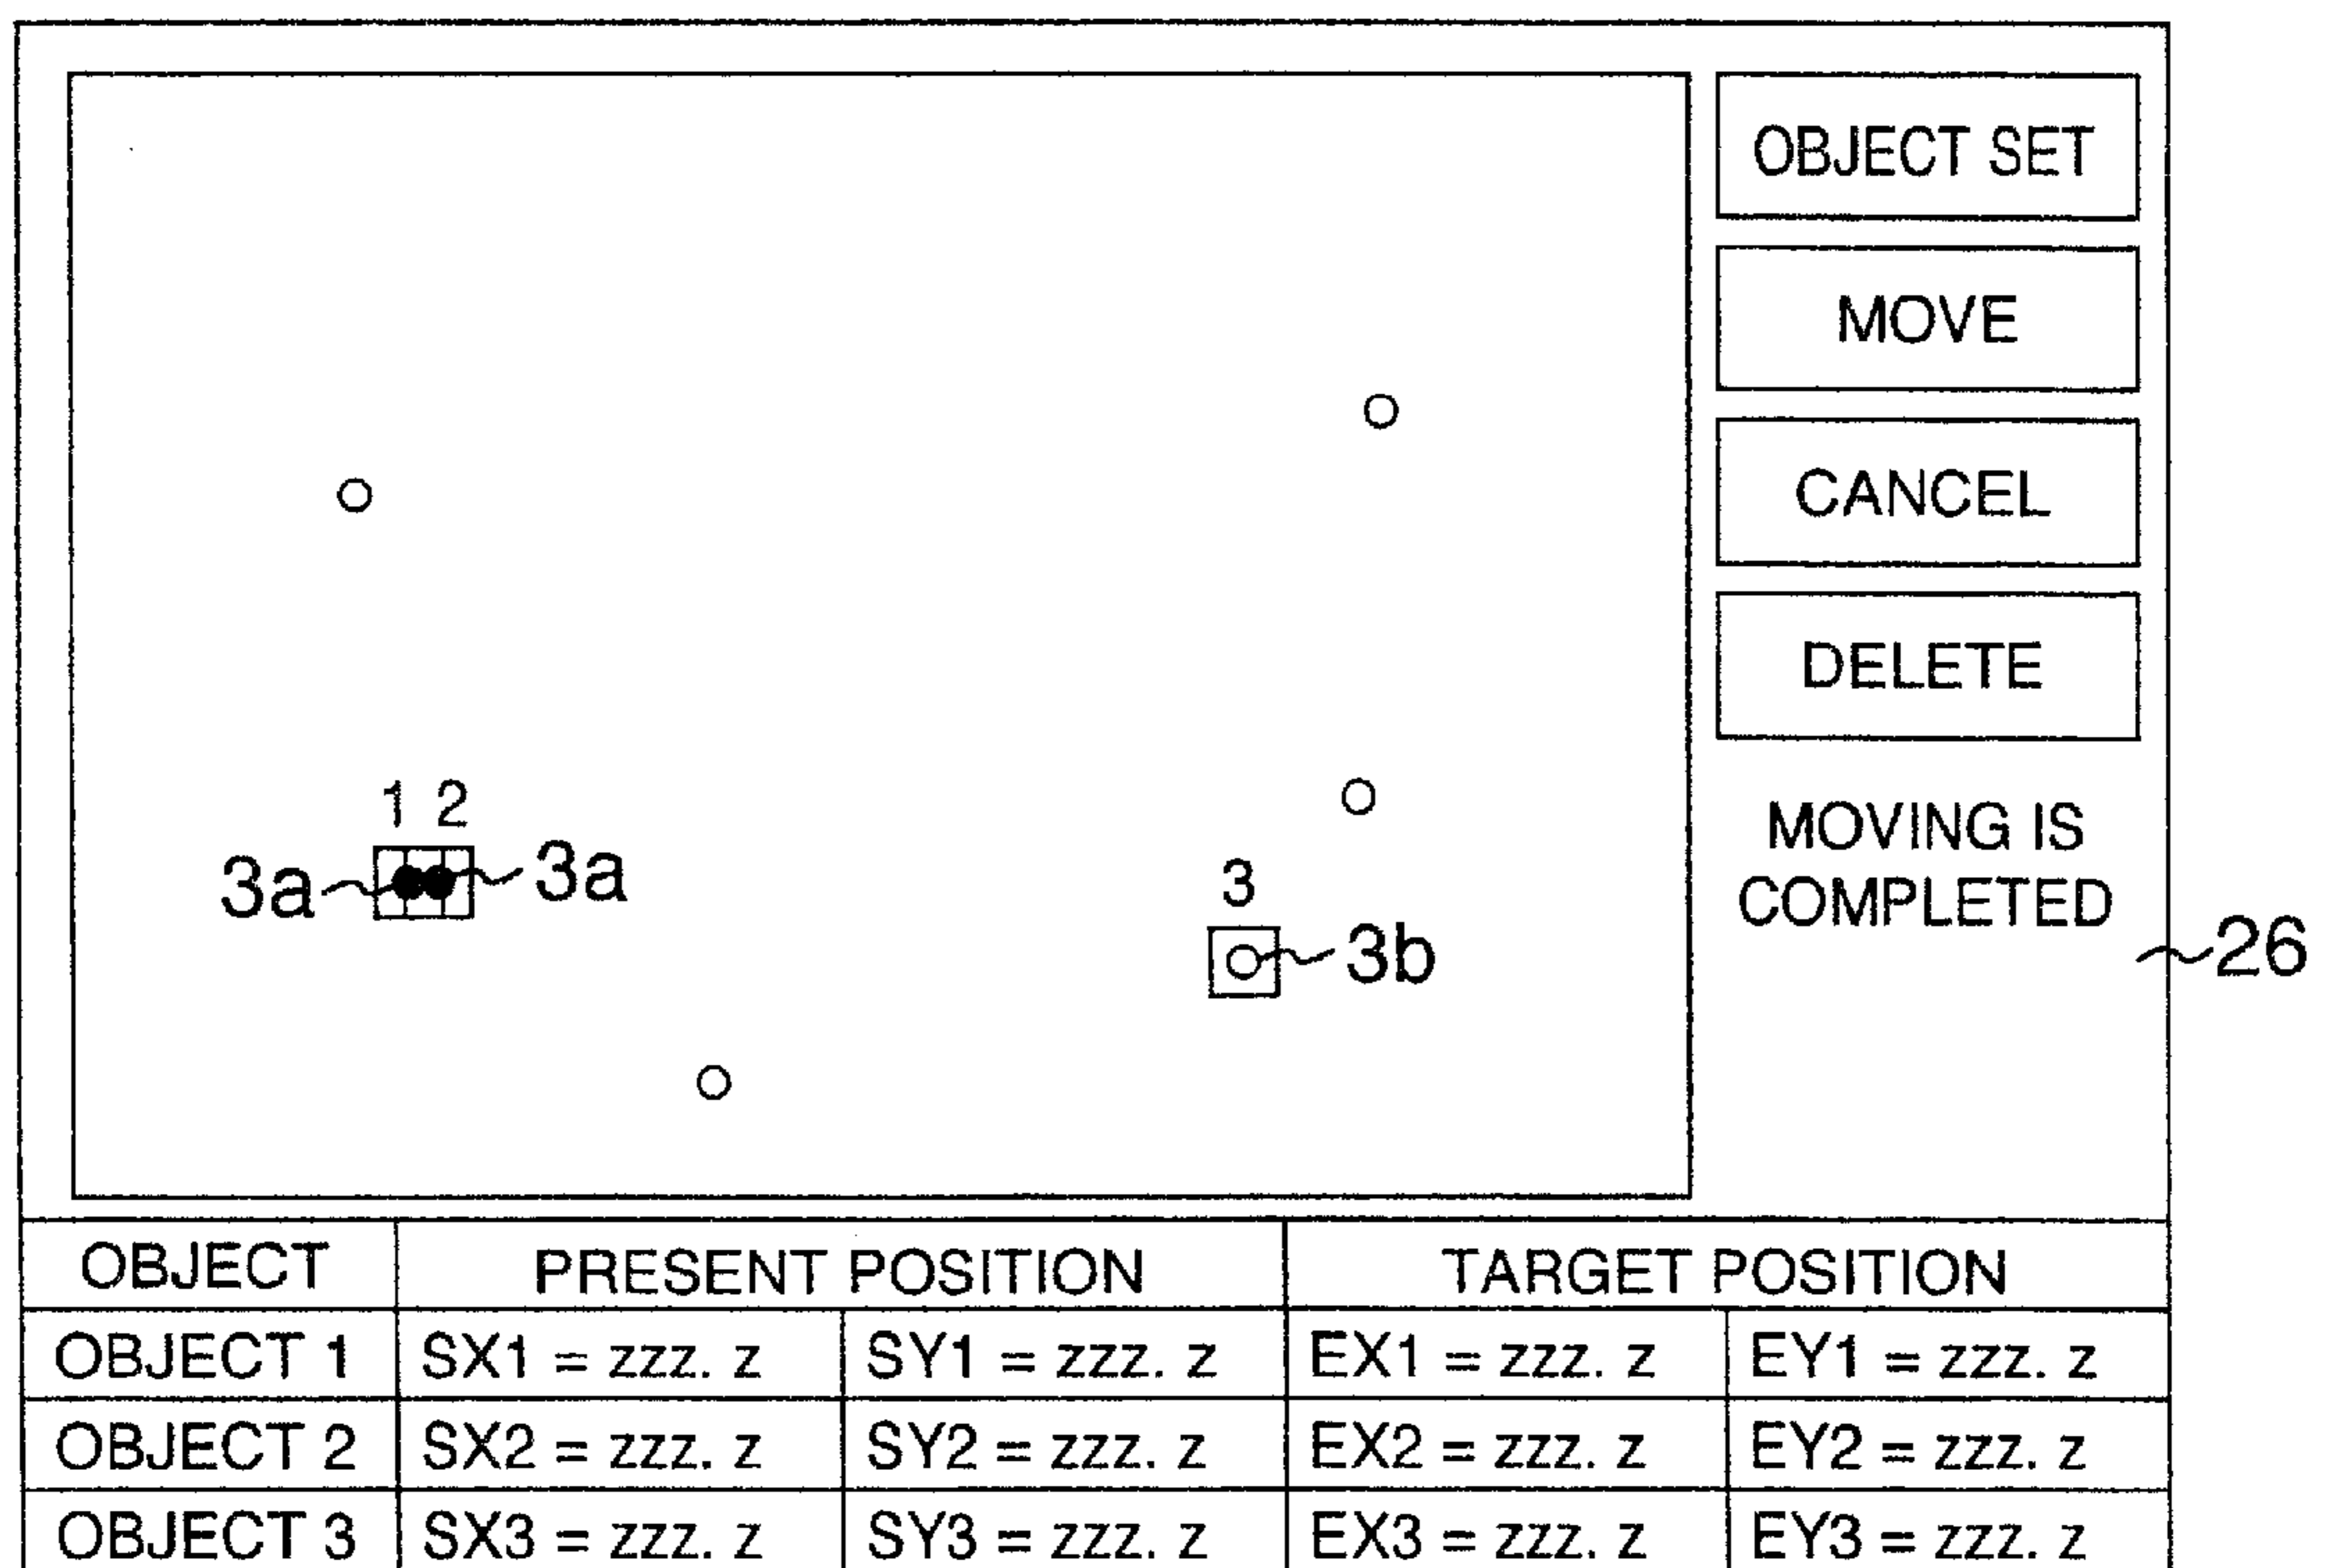 OBJECT SET
MOVE
CANCEL
DELETE
MOVING IS
COMPLETED
26
1 2
3a 3a
3
3b
OBJECT PRESENT POSITION TARGET POSITION
OBJECT 1 SX1 = zzz. z SY1 = zzz. z EX1 = zzz. z EY1 = zzz. z
OBJECT 2 SX2 = zzz. z SY2 = zzz. z EX2 = zzz. z EY2 = zzz. z
OBJECT 3 SX3 = zzz. z SY3 = zzz. z EX3 = zzz. z EY3 = zzz. z